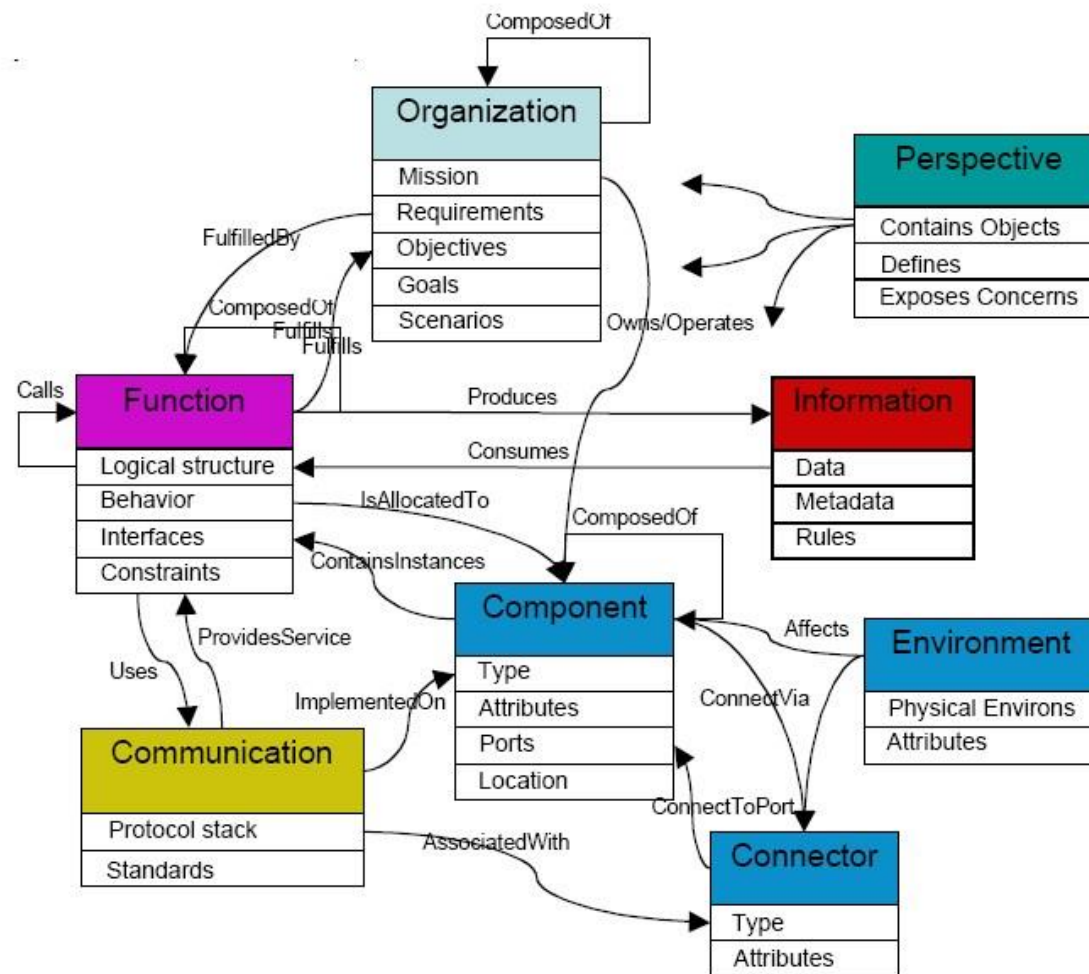 ComposedOf
Organization
Mission
Requirements
Objectives
Goals
Scenarios
Perspective
Contains Objects
Defines
Exposes Concerns
FulfilledBy
ComposedOf
Fulfills
Fulfills
Owns/Operates
Calls
Function
Logical structure
Behavior
Interfaces
Constraints
Produces
Consumes
Information
Data
Metadata
Rules
IsAllocatedTo
ContainsInstances
ComposedOf
Component
Type
Attributes
Ports
Location
Affects
Environment
Physical Environs
Attributes
ProvidesService
Uses
ImplementedOn
ConnectVia
Communication
Protocol stack
Standards
AssociatedWith
ConnectToPort
Connector
Type
Attributes